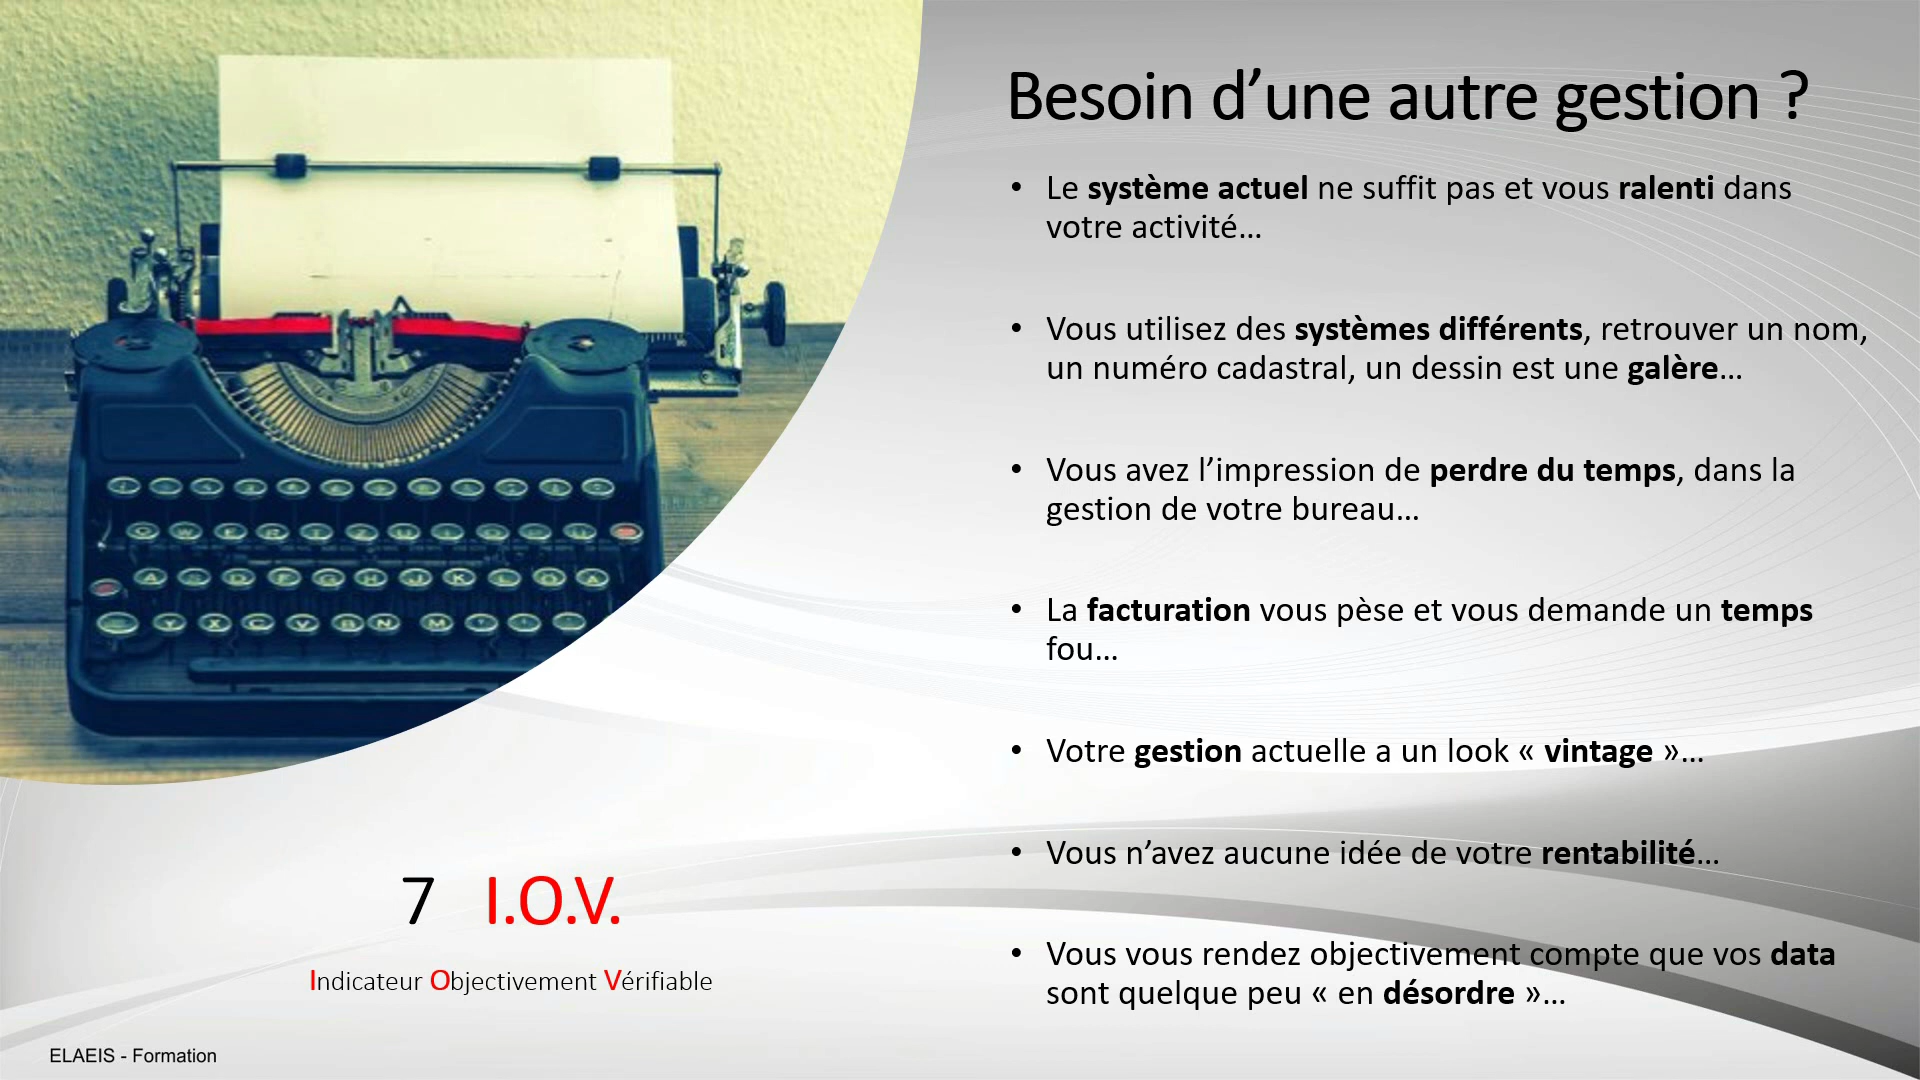 Besoin d’une autre gestion ?
• Le système actuel ne suffit pas et vous ralenti dans
votre activité…
• Vous utilisez des systèmes différents, retrouver un nom,
un numéro cadastral, un dessin est une galère…
• Vous avez l’impression de perdre du temps, dans la
gestion de votre bureau…
• La facturation vous pèse et vous demande un temps
fou…
• Votre gestion actuelle a un look « vintage »…
• Vous n’avez aucune idée de votre rentabilité…
• Vous vous rendez objectivement compte que vos data
sont quelque peu « en désordre »…
7 I.O.V.
Indicateur Objectivement Vérifiable
ELAEIS - Formation